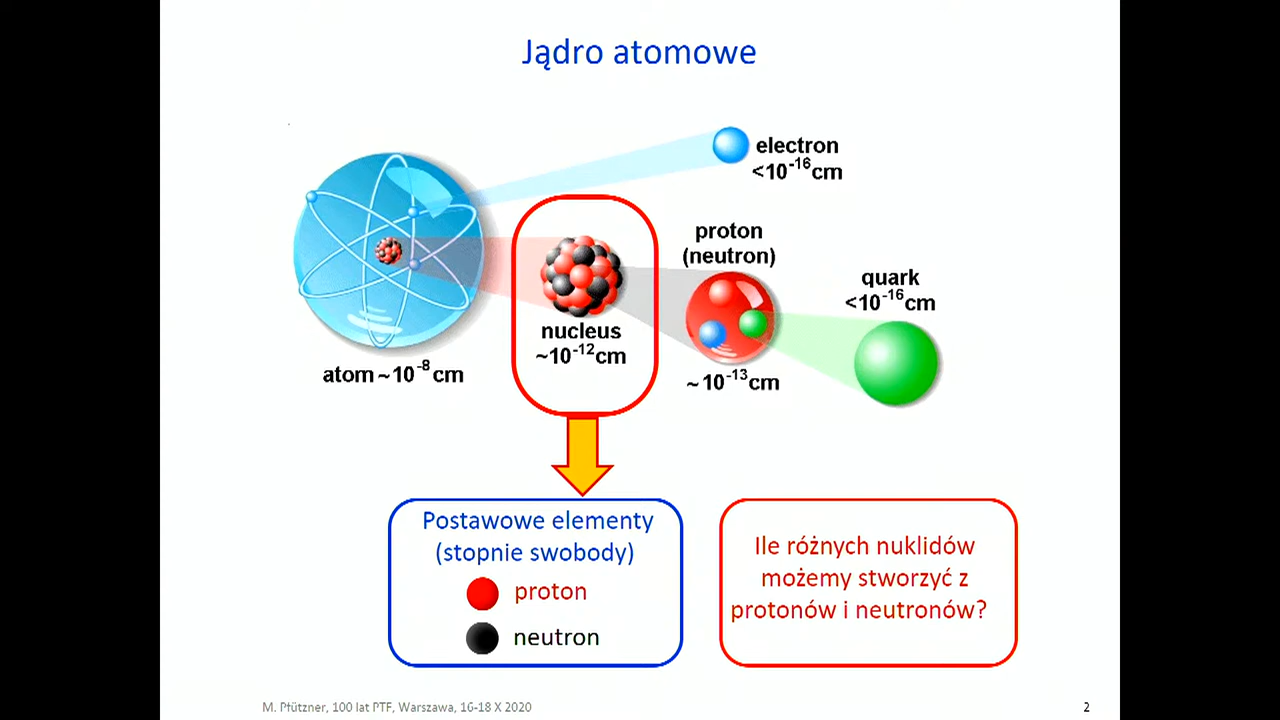 Jądro atomowe
electron
<10⁻¹⁶cm
proton
(neutron)
quark
<10⁻¹⁶cm
nucleus
~10⁻¹²cm
atom ~10⁻⁸cm
~10⁻¹³cm
Postawowe elementy
(stopnie swobody)
proton
neutron
Ile różnych nuklidów
możemy stworzyć z
protonów i neutronów?
M. Pfützner, 100 lat PTF, Warszawa, 16-18 X 2020
2